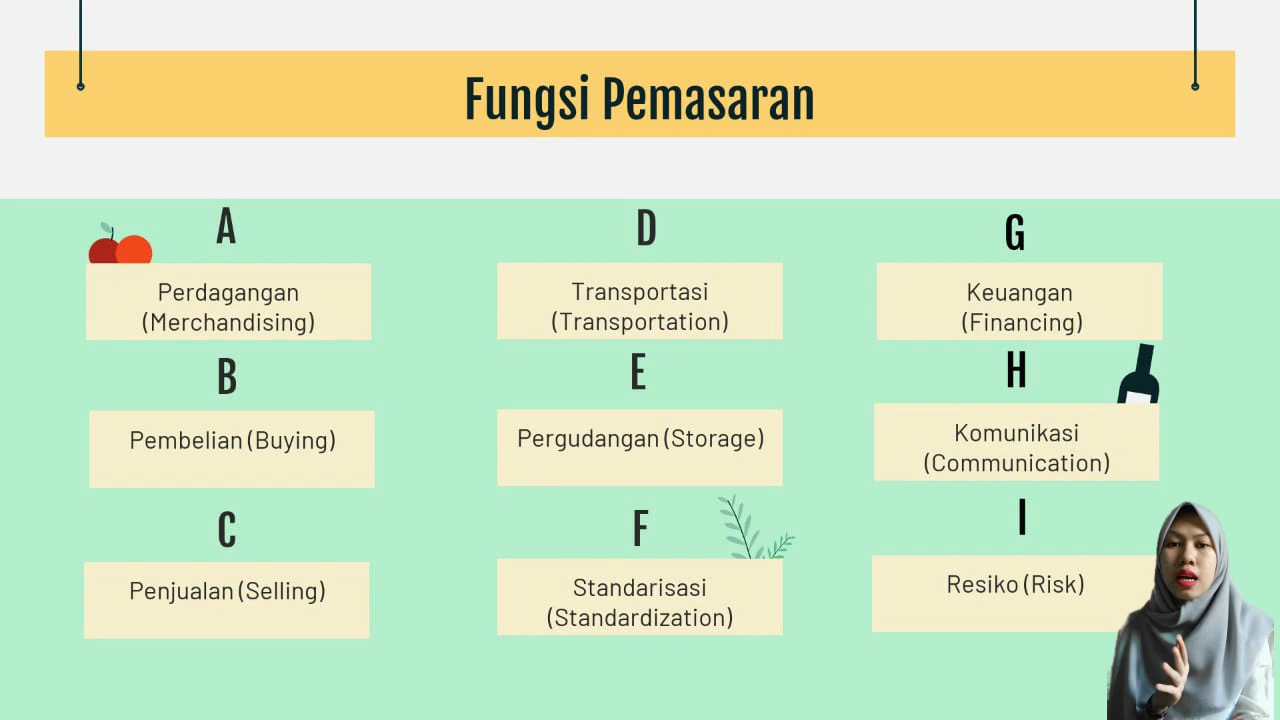 Fungsi Pemasaran
A
Perdagangan
(Merchandising)
B
Pembelian (Buying)
C
Penjualan (Selling)
D
Transportasi
(Transportation)
E
Pergudangan (Storage)
F
Standarisasi
(Standardization)
G
Keuangan
(Financing)
H
Komunikasi
(Communication)
I
Resiko (Risk)